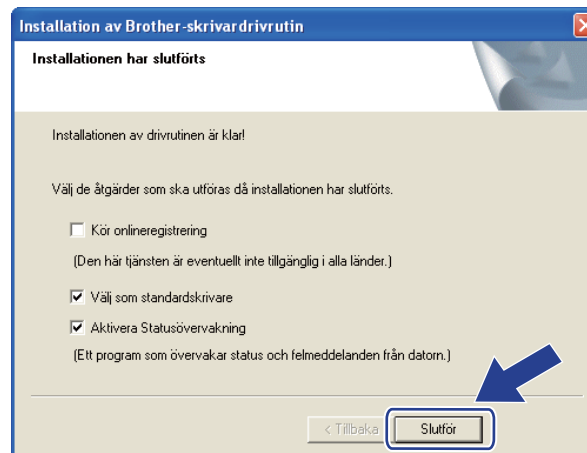 Installation av Brother-skrivardrivrutin
Installationen har slutförts
Installationen av drivrutinen är klar!
Välj de åtgärder som ska utföras då installationen har slutförts.
Kör onlineregistrering
(Den här tjänsten är eventuellt inte tillgänglig i alla länder.)
Välj som standardskrivare
Aktivera Statusövervakning
(Ett program som övervakar status och felmeddelanden från datorn.)
< Tillbaka
Slutför